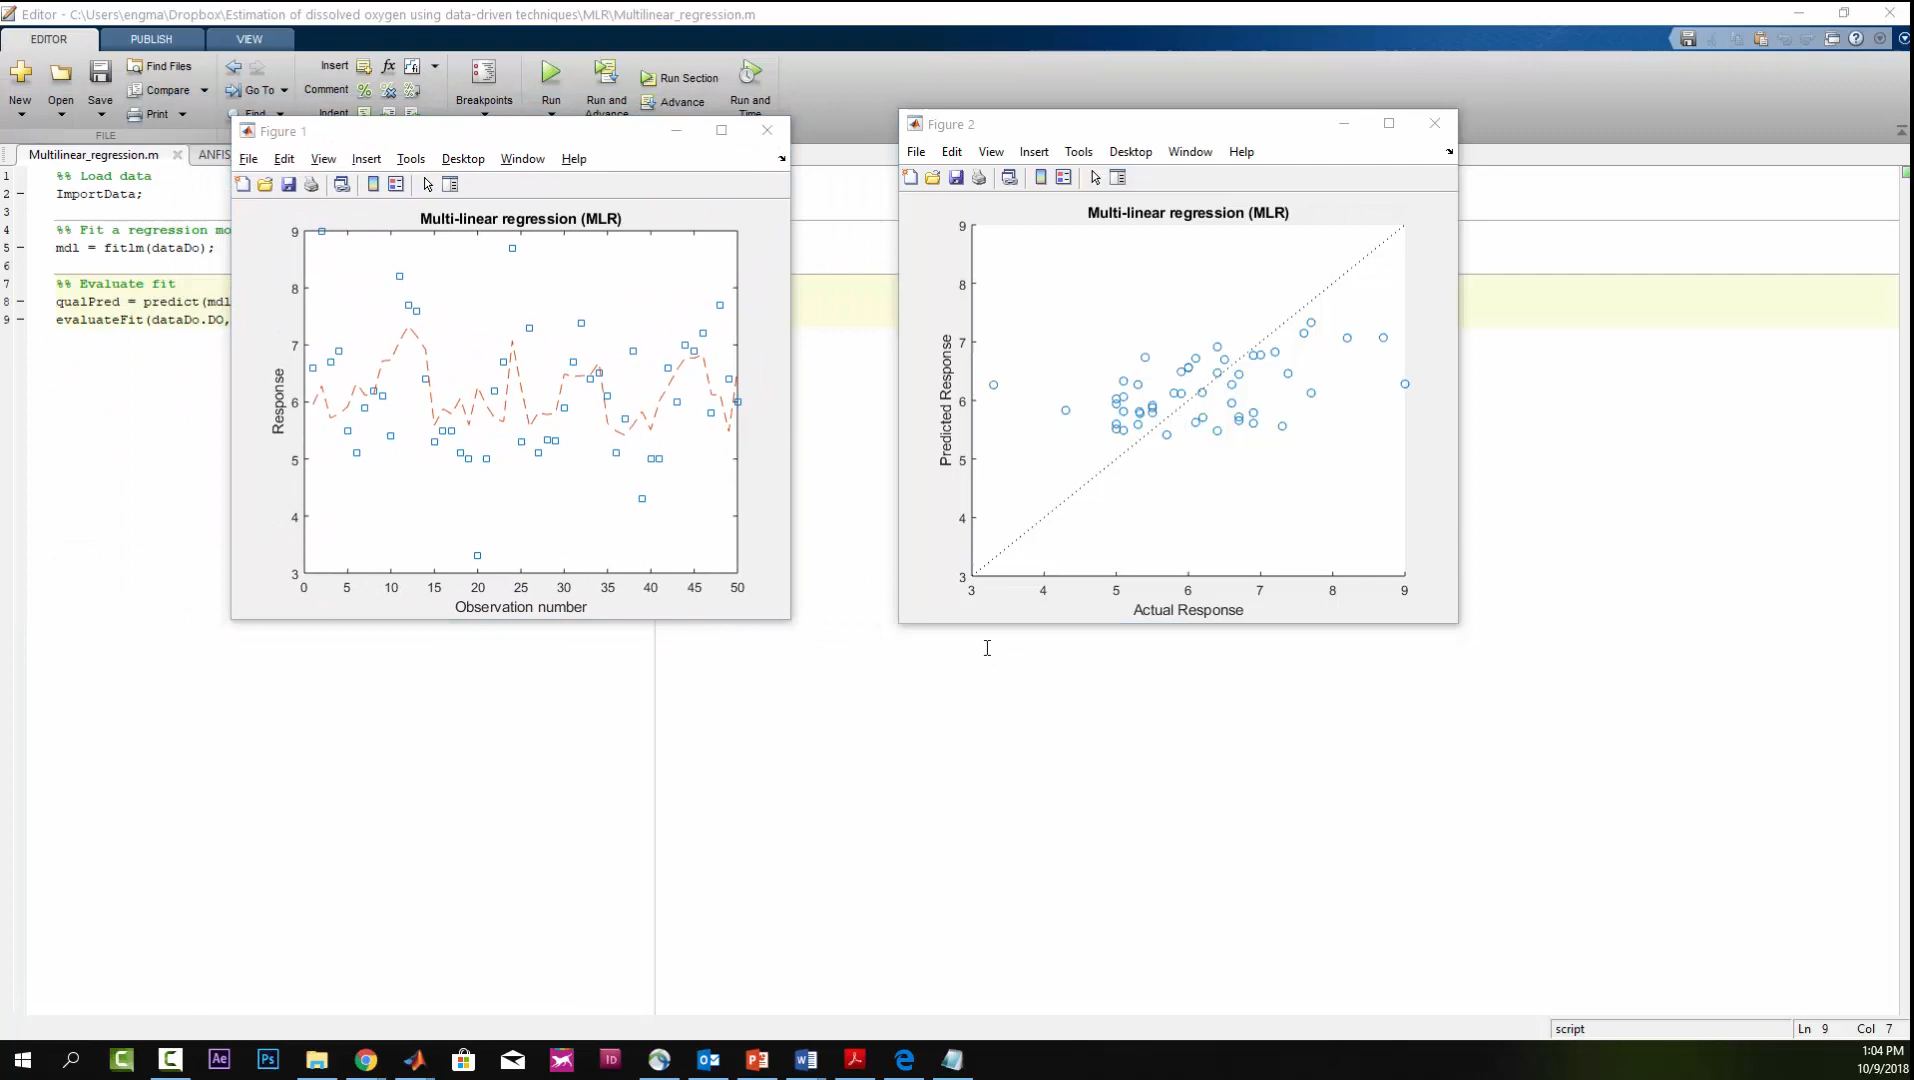 Editor - C:\Users\engma\Dropbox\Estimation of dissolved oxygen using data-driven techniques\MLR\Multilinear_regression.m
EDITOR PUBLISH VIEW
New Open Save Find Files Compare Print
Insert fx Comment Indent
Go To Find
Breakpoints Run Run and Advance Run Section Advance Run and Time
FILE
Multilinear_regression.m ANFIS
1 %% Load data
2 ImportData;
3
4 %% Fit a regression mo
5 mdl = fitlm(dataDo);
6
7 %% Evaluate fit
8 qualPred = predict(mdl
9 evaluateFit(dataDo.DO,
Figure 1
File Edit View Insert Tools Desktop Window Help
Multi-linear regression (MLR)
9
8
7
6
5
4
3
Response
0 5 10 15 20 25 30 35 40 45 50
Observation number
Figure 2
File Edit View Insert Tools Desktop Window Help
Multi-linear regression (MLR)
9
8
7
6
5
4
3
Predicted Response
3 4 5 6 7 8 9
Actual Response
script Ln 9 Col 7
Ae Ps ID
1:04 PM
10/9/2018